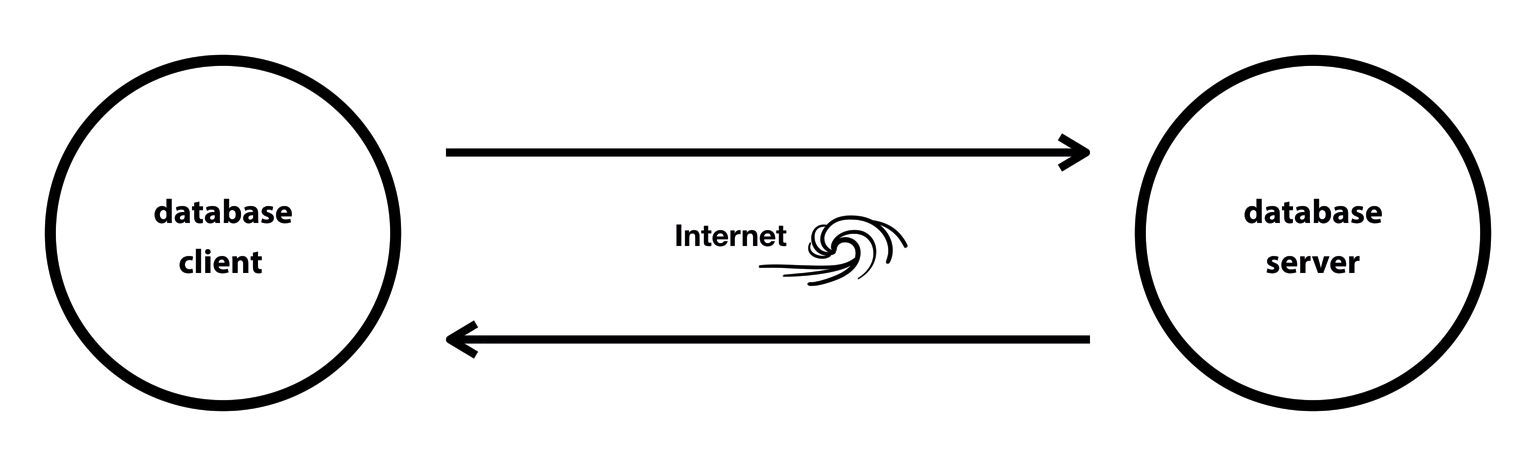 database
client
Internet
database
server